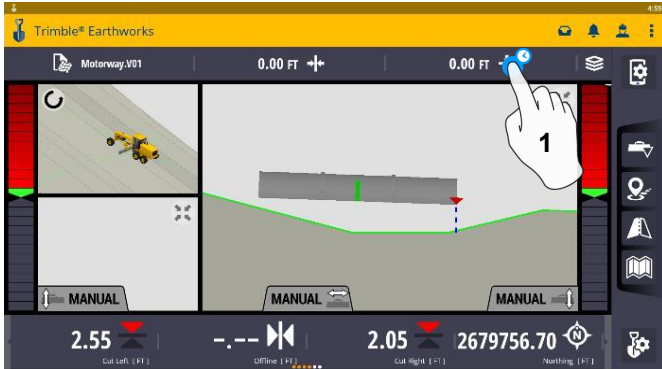 4:55
Trimble® Earthworks
Motorway.V01 0.00 FT 0.00 FT
1
MANUAL MANUAL MANUAL
2.55 -.-- 2.05 2679756.70 N
Cut Left [FT] Offline [FT] Cut Right [FT] Northing [FT]